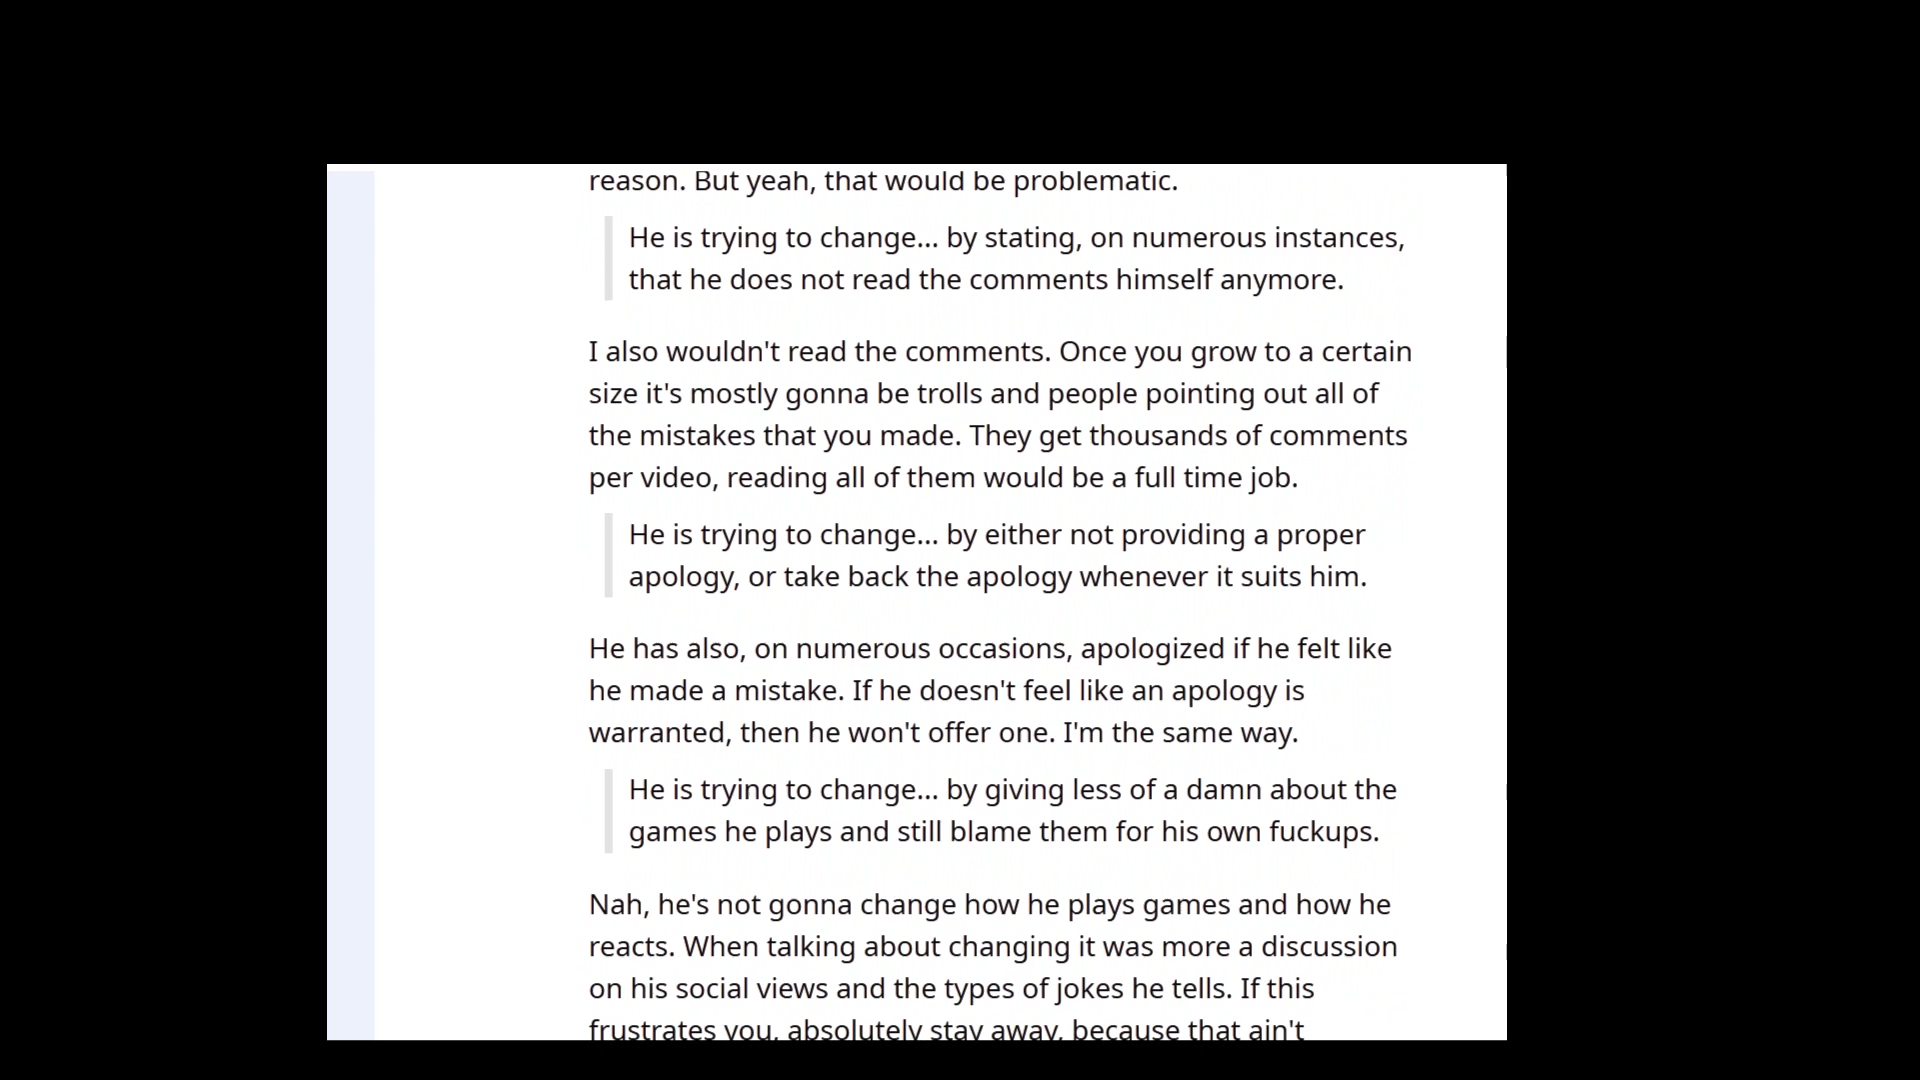 reason. But yeah, that would be problematic.
He is trying to change... by stating, on numerous instances,
that he does not read the comments himself anymore.
I also wouldn't read the comments. Once you grow to a certain
size it's mostly gonna be trolls and people pointing out all of
the mistakes that you made. They get thousands of comments
per video, reading all of them would be a full time job.
He is trying to change... by either not providing a proper
apology, or take back the apology whenever it suits him.
He has also, on numerous occasions, apologized if he felt like
he made a mistake. If he doesn't feel like an apology is
warranted, then he won't offer one. I'm the same way.
He is trying to change... by giving less of a damn about the
games he plays and still blame them for his own fuckups.
Nah, he's not gonna change how he plays games and how he
reacts. When talking about changing it was more a discussion
on his social views and the types of jokes he tells. If this
frustrates you, absolutely stay away, because that ain't